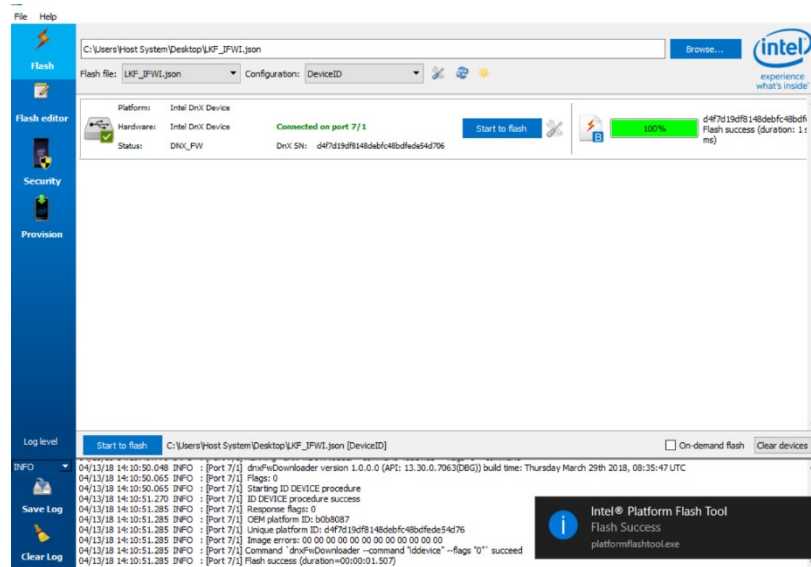 File Help
C:\Users\Host System\Desktop\LKF_IFWI.json
Browse...
intel
experience
what's inside™
Flash
Flash file: LKF_IFWI.json Configuration: DeviceID
Flash editor
Security
Provision
Platform: Intel DnX Device
Hardware: Intel DnX Device Connected on port 7/1
Status: DNX_FW DnX SN: d4f7d19df8148debfc48bdfede54d706
Start to flash
100%
d4f7d19df8148debfc48bdf
Flash success (duration: 1s
ms)
Log level
Start to flash C:\Users\Host System\Desktop\LKF_IFWI.json [DeviceID] On-demand flash Clear devices
INFO
Save Log
Clear Log
04/13/18 14:10:50.048 INFO : [Port 7/1] dnxFwDownloader version 1.0.0.0 (API: 13.30.0.7063(DBG)) build time: Thursday March 29th 2018, 08:35:47 UTC
04/13/18 14:10:50.065 INFO : [Port 7/1] Flags: 0
04/13/18 14:10:50.065 INFO : [Port 7/1] Starting ID DEVICE procedure
04/13/18 14:10:51.270 INFO : [Port 7/1] ID DEVICE procedure success
04/13/18 14:10:51.285 INFO : [Port 7/1] Response flags: 0
04/13/18 14:10:51.285 INFO : [Port 7/1] OEM platform ID: b0b8087
04/13/18 14:10:51.285 INFO : [Port 7/1] Unique platform ID: d4f7d19df8148debfc48bdfede54d76
04/13/18 14:10:51.285 INFO : [Port 7/1] Image errors: 00 00 00 00 00 00 00 00 00 00 00 00
04/13/18 14:10:51.285 INFO : [Port 7/1] Command `dnxFwDownloader --command "iddevice" --flags "0"` succeed
04/13/18 14:10:51.285 INFO : [Port 7/1] Flash success (duration=00:00:01.507)
Intel® Platform Flash Tool
Flash Success
platformflashtool.exe